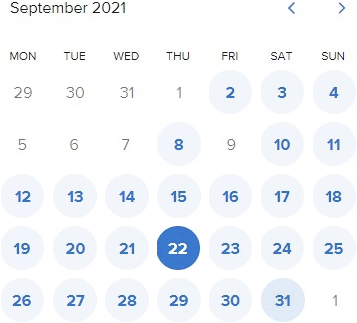 September 2021
MON TUE WED THU FRI SAT SUN
29 30 31 1 2 3 4
5 6 7 8 9 10 11
12 13 14 15 16 17 18
19 20 21 22 23 24 25
26 27 28 29 30 31 1